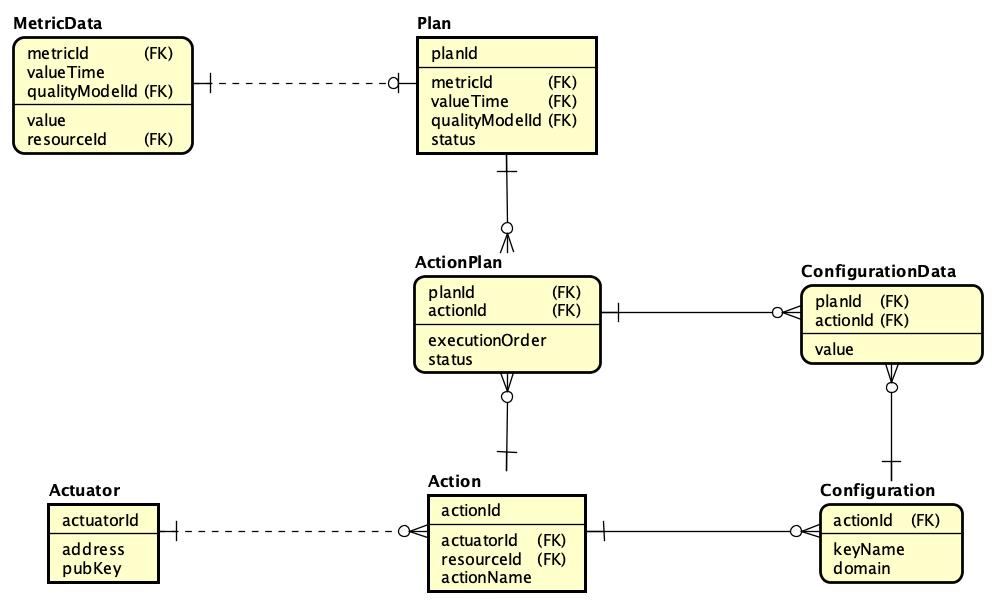 MetricData
metricId (FK)
valueTime
qualityModelId (FK)
value
resourceId (FK)
Plan
planId
metricId (FK)
valueTime (FK)
qualityModelId (FK)
status
ActionPlan
planId (FK)
actionId (FK)
executionOrder
status
ConfigurationData
planId (FK)
actionId (FK)
value
Actuator
actuatorId
address
pubKey
Action
actionId
actuatorId (FK)
resourceId (FK)
actionName
Configuration
actionId (FK)
keyName
domain